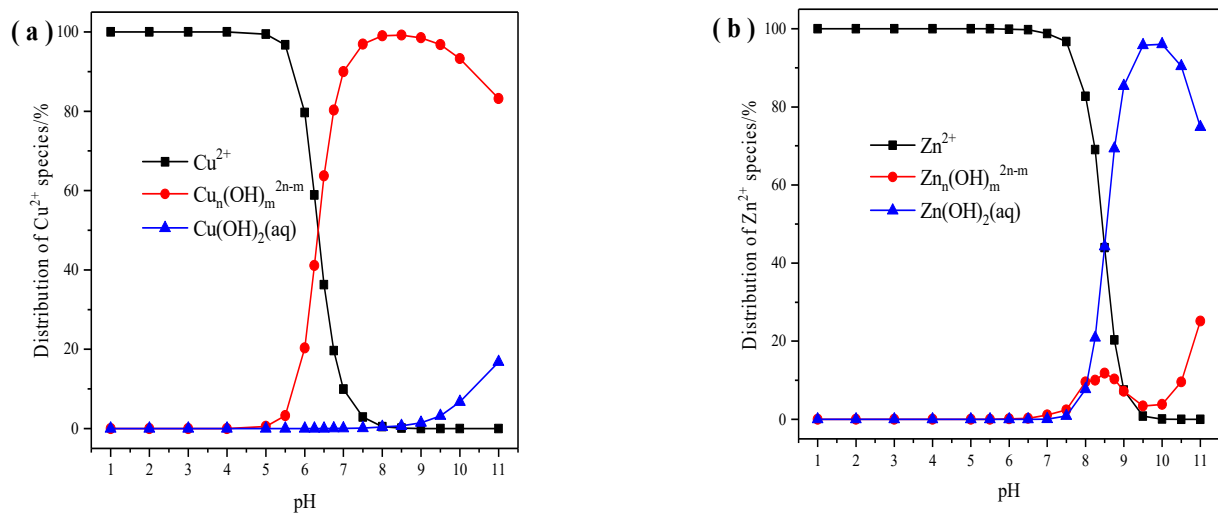 ( a )
100
80
60
40
20
0
Distribution of Cu²⁺ species/%
Cu²⁺
Cuₙ(OH)ₘ²ⁿ⁻ᵐ
Cu(OH)₂(aq)
1 2 3 4 5 6 7 8 9 10 11
pH
( b )
100
80
60
40
20
0
Distribution of Zn²⁺ species/%
Zn²⁺
Znₙ(OH)ₘ²ⁿ⁻ᵐ
Zn(OH)₂(aq)
1 2 3 4 5 6 7 8 9 10 11
pH